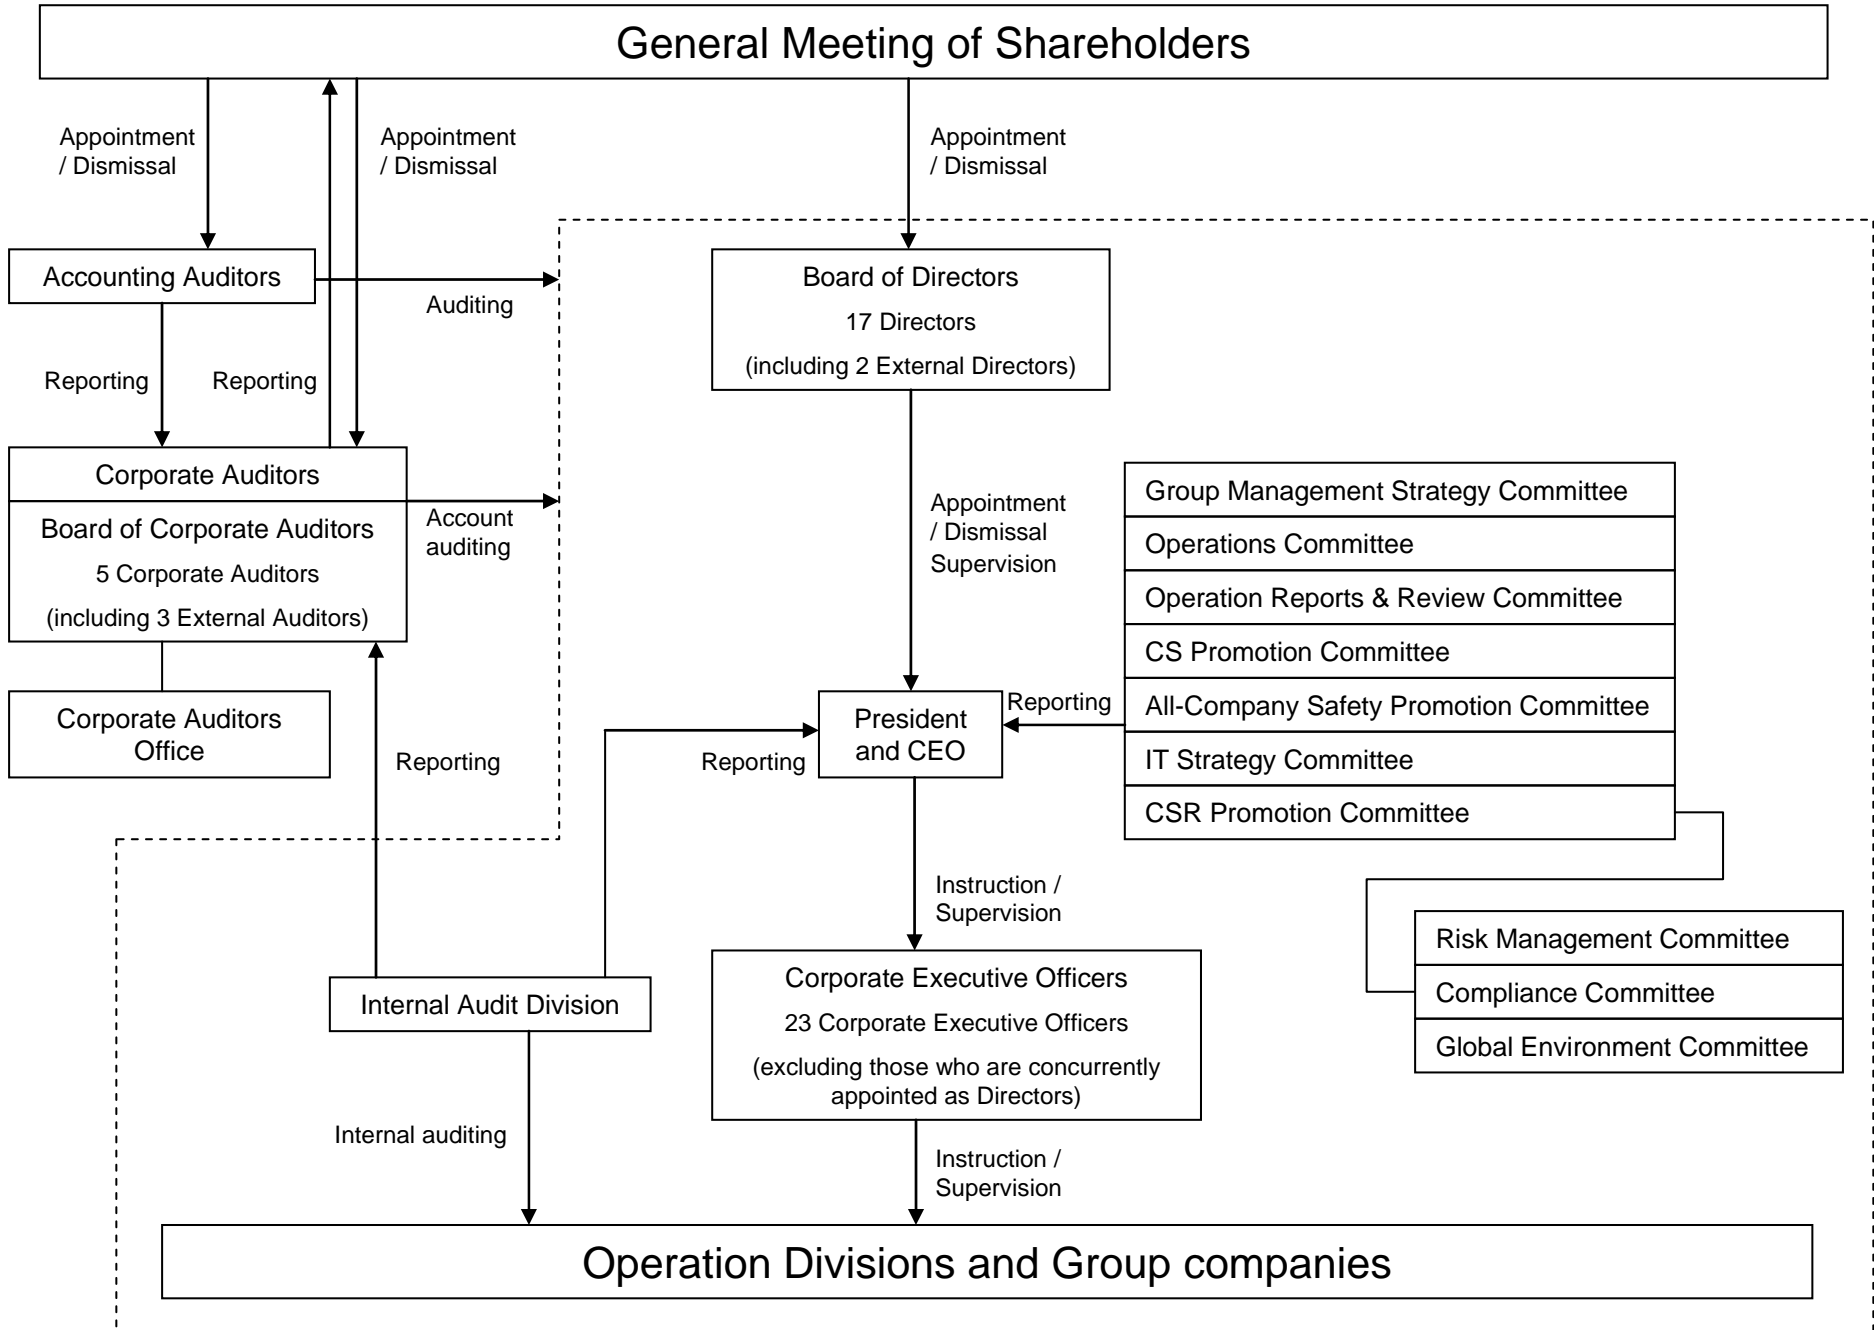 General Meeting of Shareholders
Appointment
/ Dismissal
Appointment
/ Dismissal
Appointment
/ Dismissal
Accounting Auditors
Auditing
Board of Directors
17 Directors
(including 2 External Directors)
Reporting
Reporting
Corporate Auditors
Board of Corporate Auditors
5 Corporate Auditors
(including 3 External Auditors)
Account
auditing
Appointment
/ Dismissal
Supervision
Group Management Strategy Committee
Operations Committee
Operation Reports & Review Committee
CS Promotion Committee
All-Company Safety Promotion Committee
IT Strategy Committee
CSR Promotion Committee
Corporate Auditors
Office
Reporting
Reporting
President
and CEO
Reporting
Instruction /
Supervision
Risk Management Committee
Compliance Committee
Global Environment Committee
Internal Audit Division
Corporate Executive Officers
23 Corporate Executive Officers
(excluding those who are concurrently
appointed as Directors)
Internal auditing
Instruction /
Supervision
Operation Divisions and Group companies